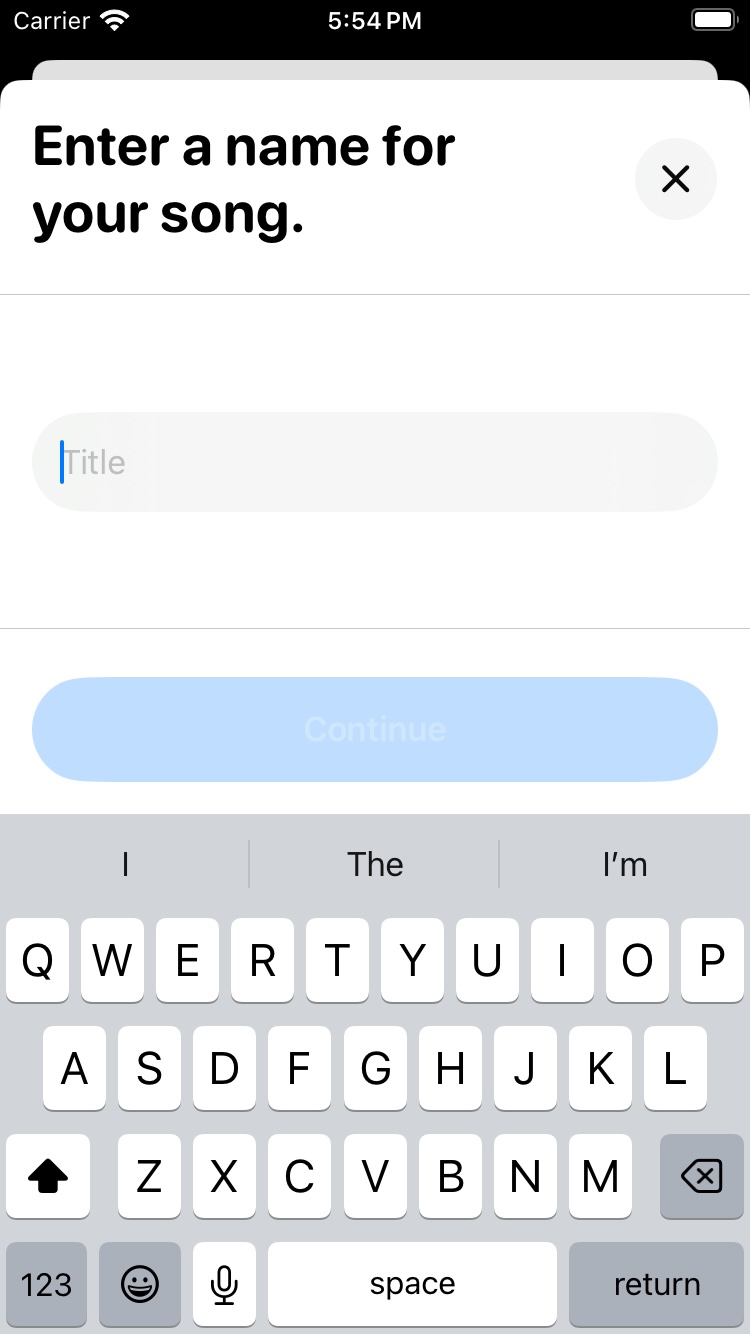 Carrier 5:54 PM
Enter a name for
your song.
Title
Continue
I The I’m
Q W E R T Y U I O P
A S D F G H J K L
Z X C V B N M
123 space return